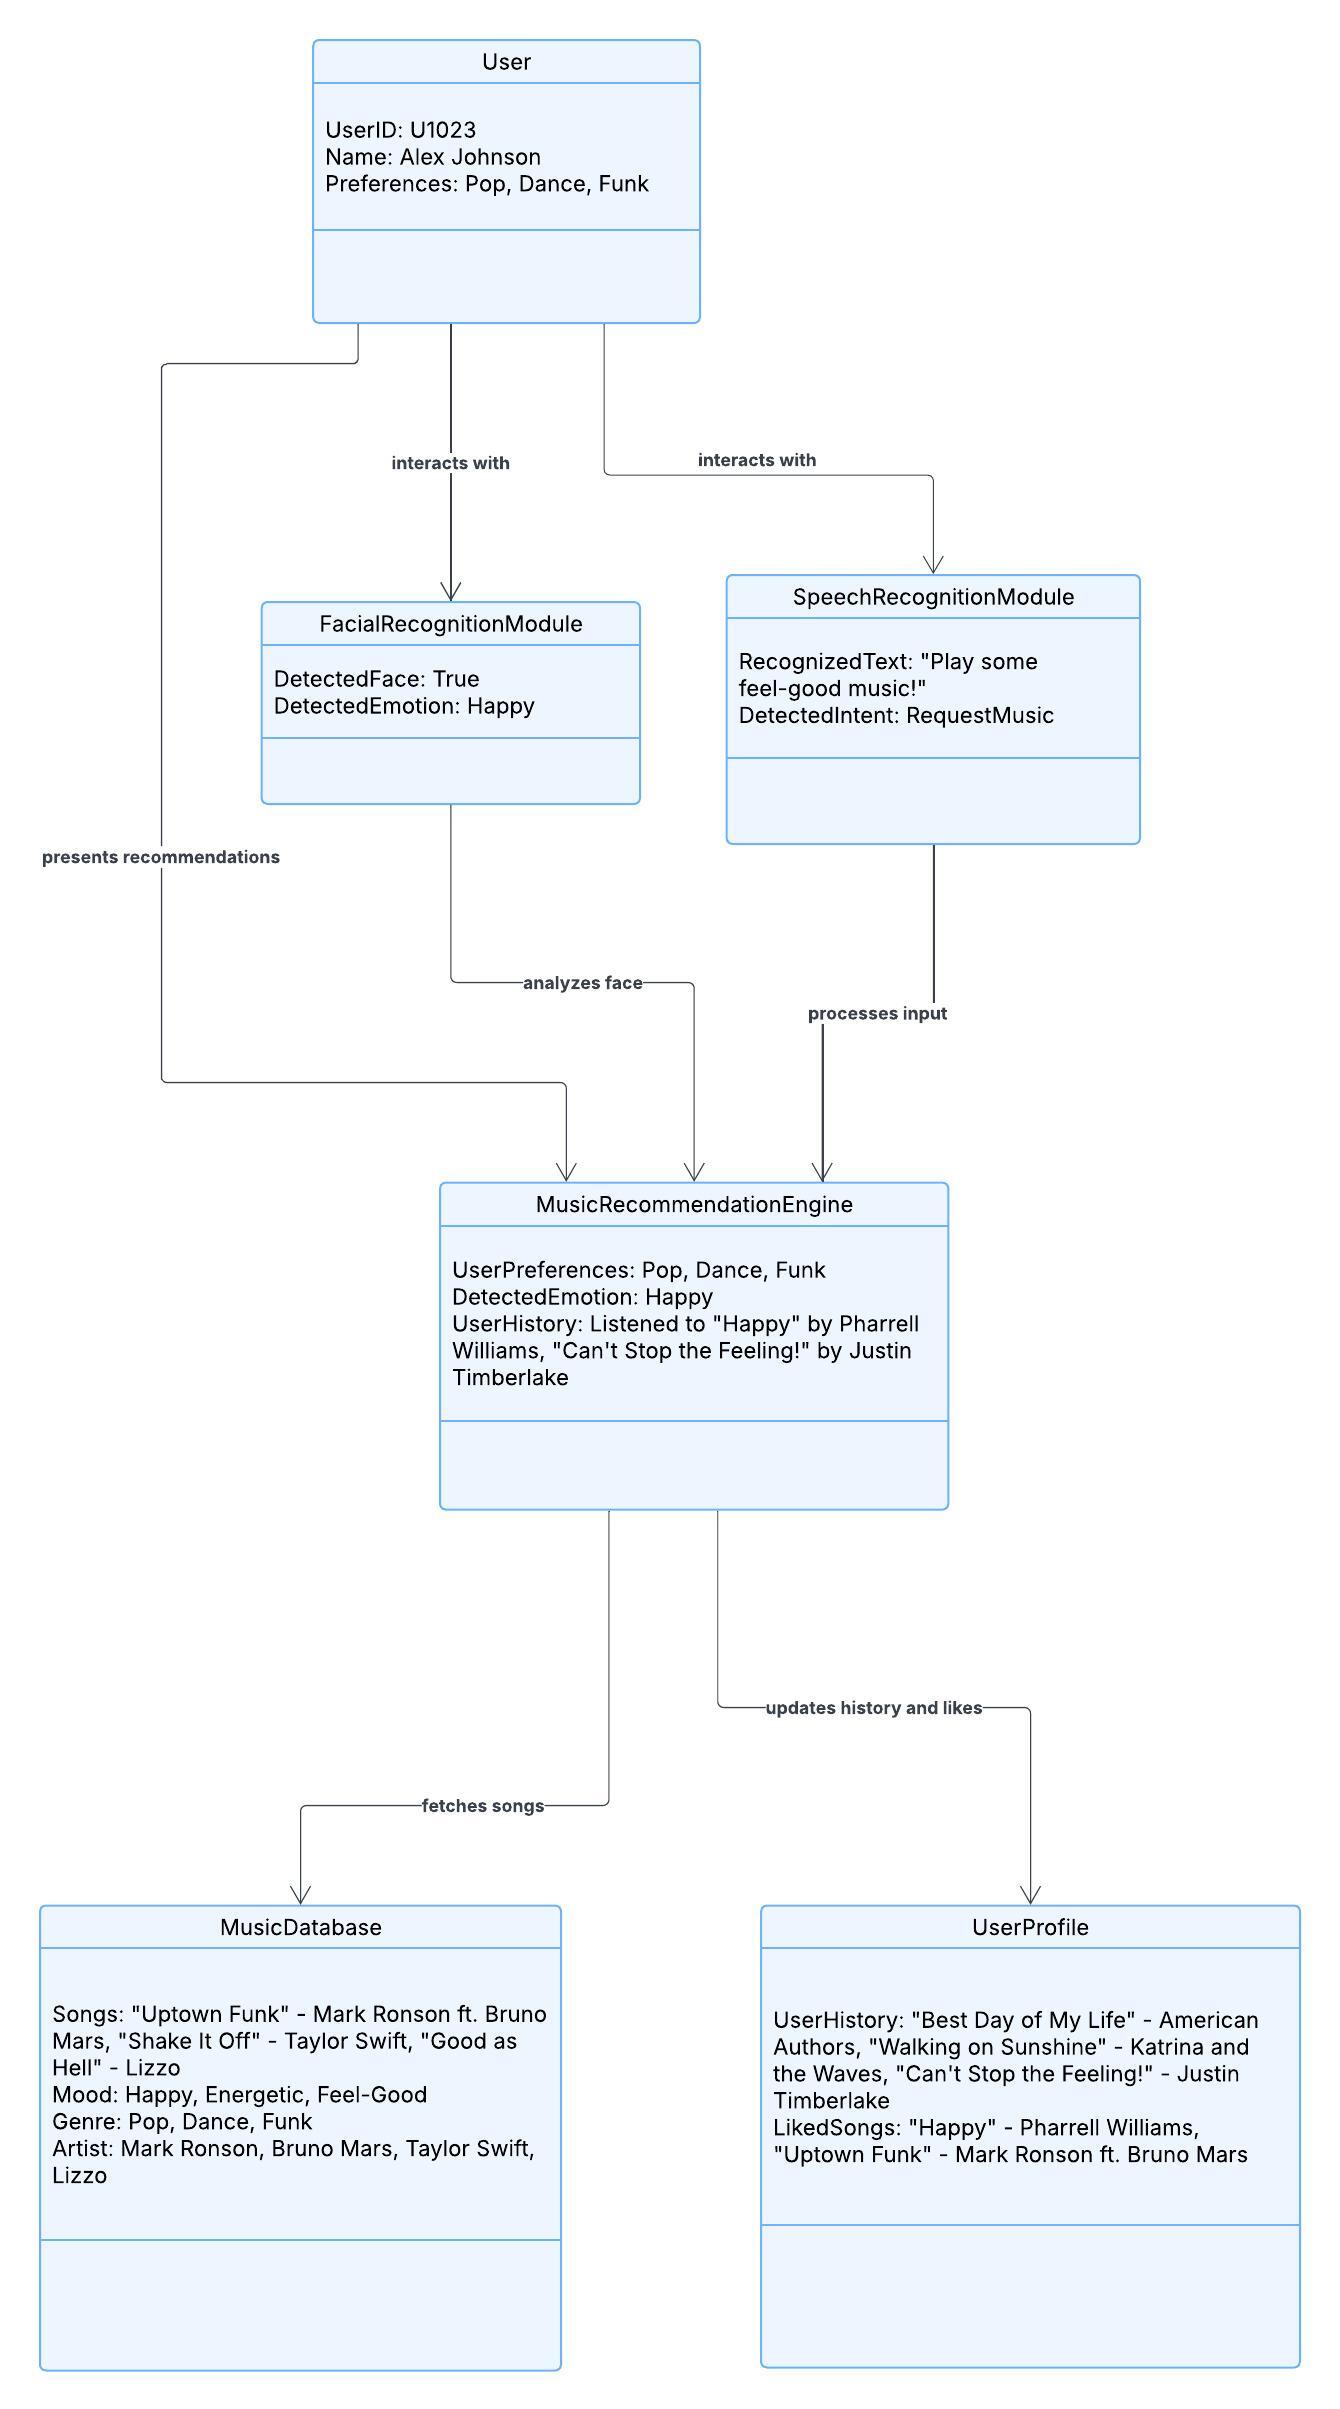 User
UserID: U1023
Name: Alex Johnson
Preferences: Pop, Dance, Funk
interacts with
interacts with
FacialRecognitionModule
DetectedFace: True
DetectedEmotion: Happy
SpeechRecognitionModule
RecognizedText: "Play some
feel-good music!"
DetectedIntent: RequestMusic
presents recommendations
analyzes face
processes input
MusicRecommendationEngine
UserPreferences: Pop, Dance, Funk
DetectedEmotion: Happy
UserHistory: Listened to "Happy" by Pharrell
Williams, "Can't Stop the Feeling!" by Justin
Timberlake
updates history and likes
fetches songs
MusicDatabase
Songs: "Uptown Funk" - Mark Ronson ft. Bruno
Mars, "Shake It Off" - Taylor Swift, "Good as
Hell" - Lizzo
Mood: Happy, Energetic, Feel-Good
Genre: Pop, Dance, Funk
Artist: Mark Ronson, Bruno Mars, Taylor Swift,
Lizzo
UserProfile
UserHistory: "Best Day of My Life" - American
Authors, "Walking on Sunshine" - Katrina and
the Waves, "Can't Stop the Feeling!" - Justin
Timberlake
LikedSongs: "Happy" - Pharrell Williams,
"Uptown Funk" - Mark Ronson ft. Bruno Mars